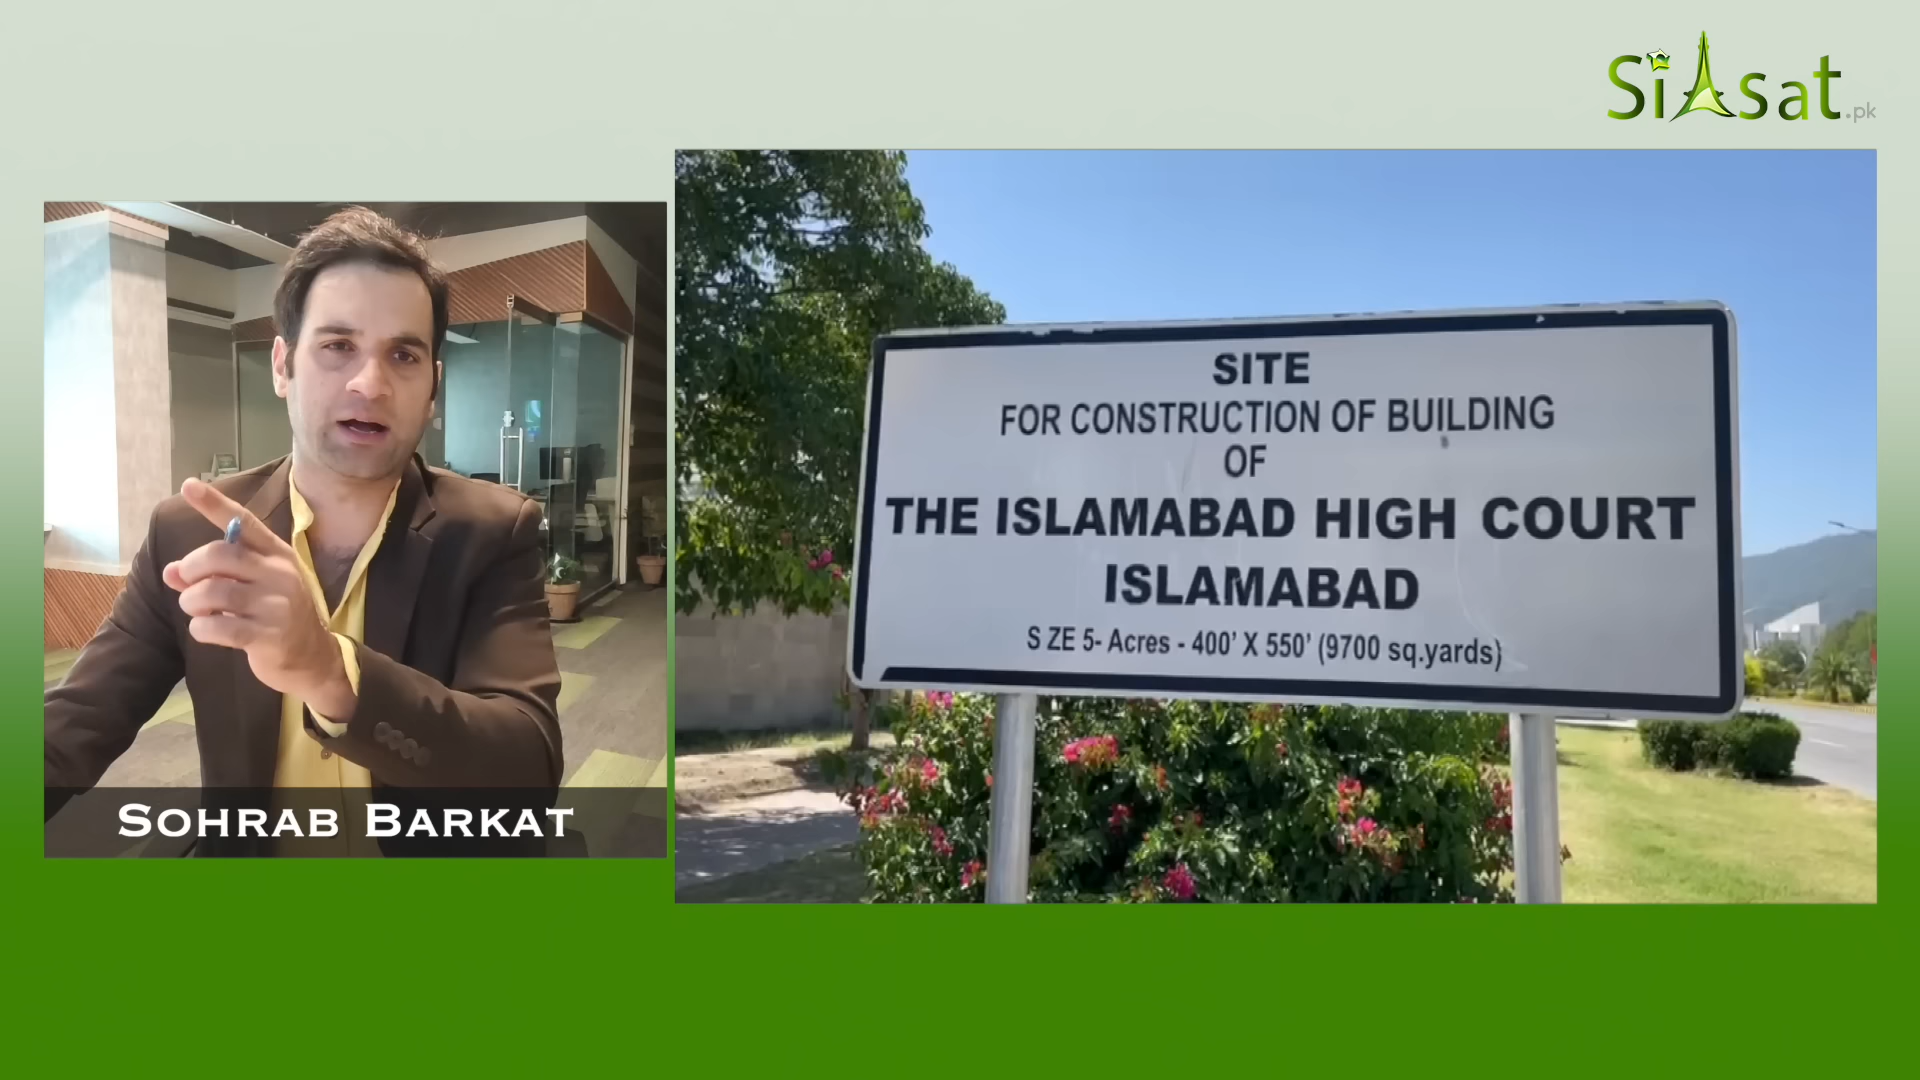 SiAsat.pk
SITE
FOR CONSTRUCTION OF BUILDING
OF
THE ISLAMABAD HIGH COURT
ISLAMABAD
S ZE 5- Acres - 400' X 550' (9700 sq.yards)
SOHRAB BARKAT